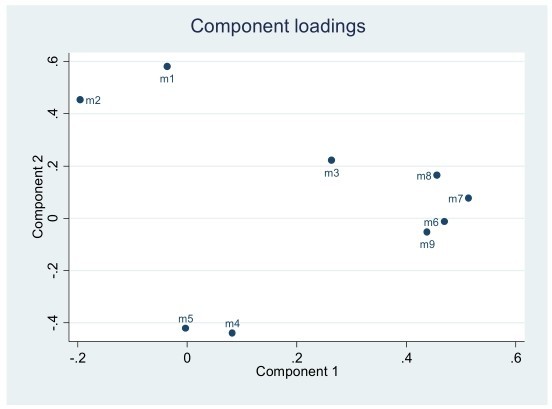 Component loadings
.6
m1
m2
.4
.2
m3
m8
m7
Component 2
0
m6
m9
-.2
m5
m4
-.4
-.2
0
.2
.4
.6
Component 1